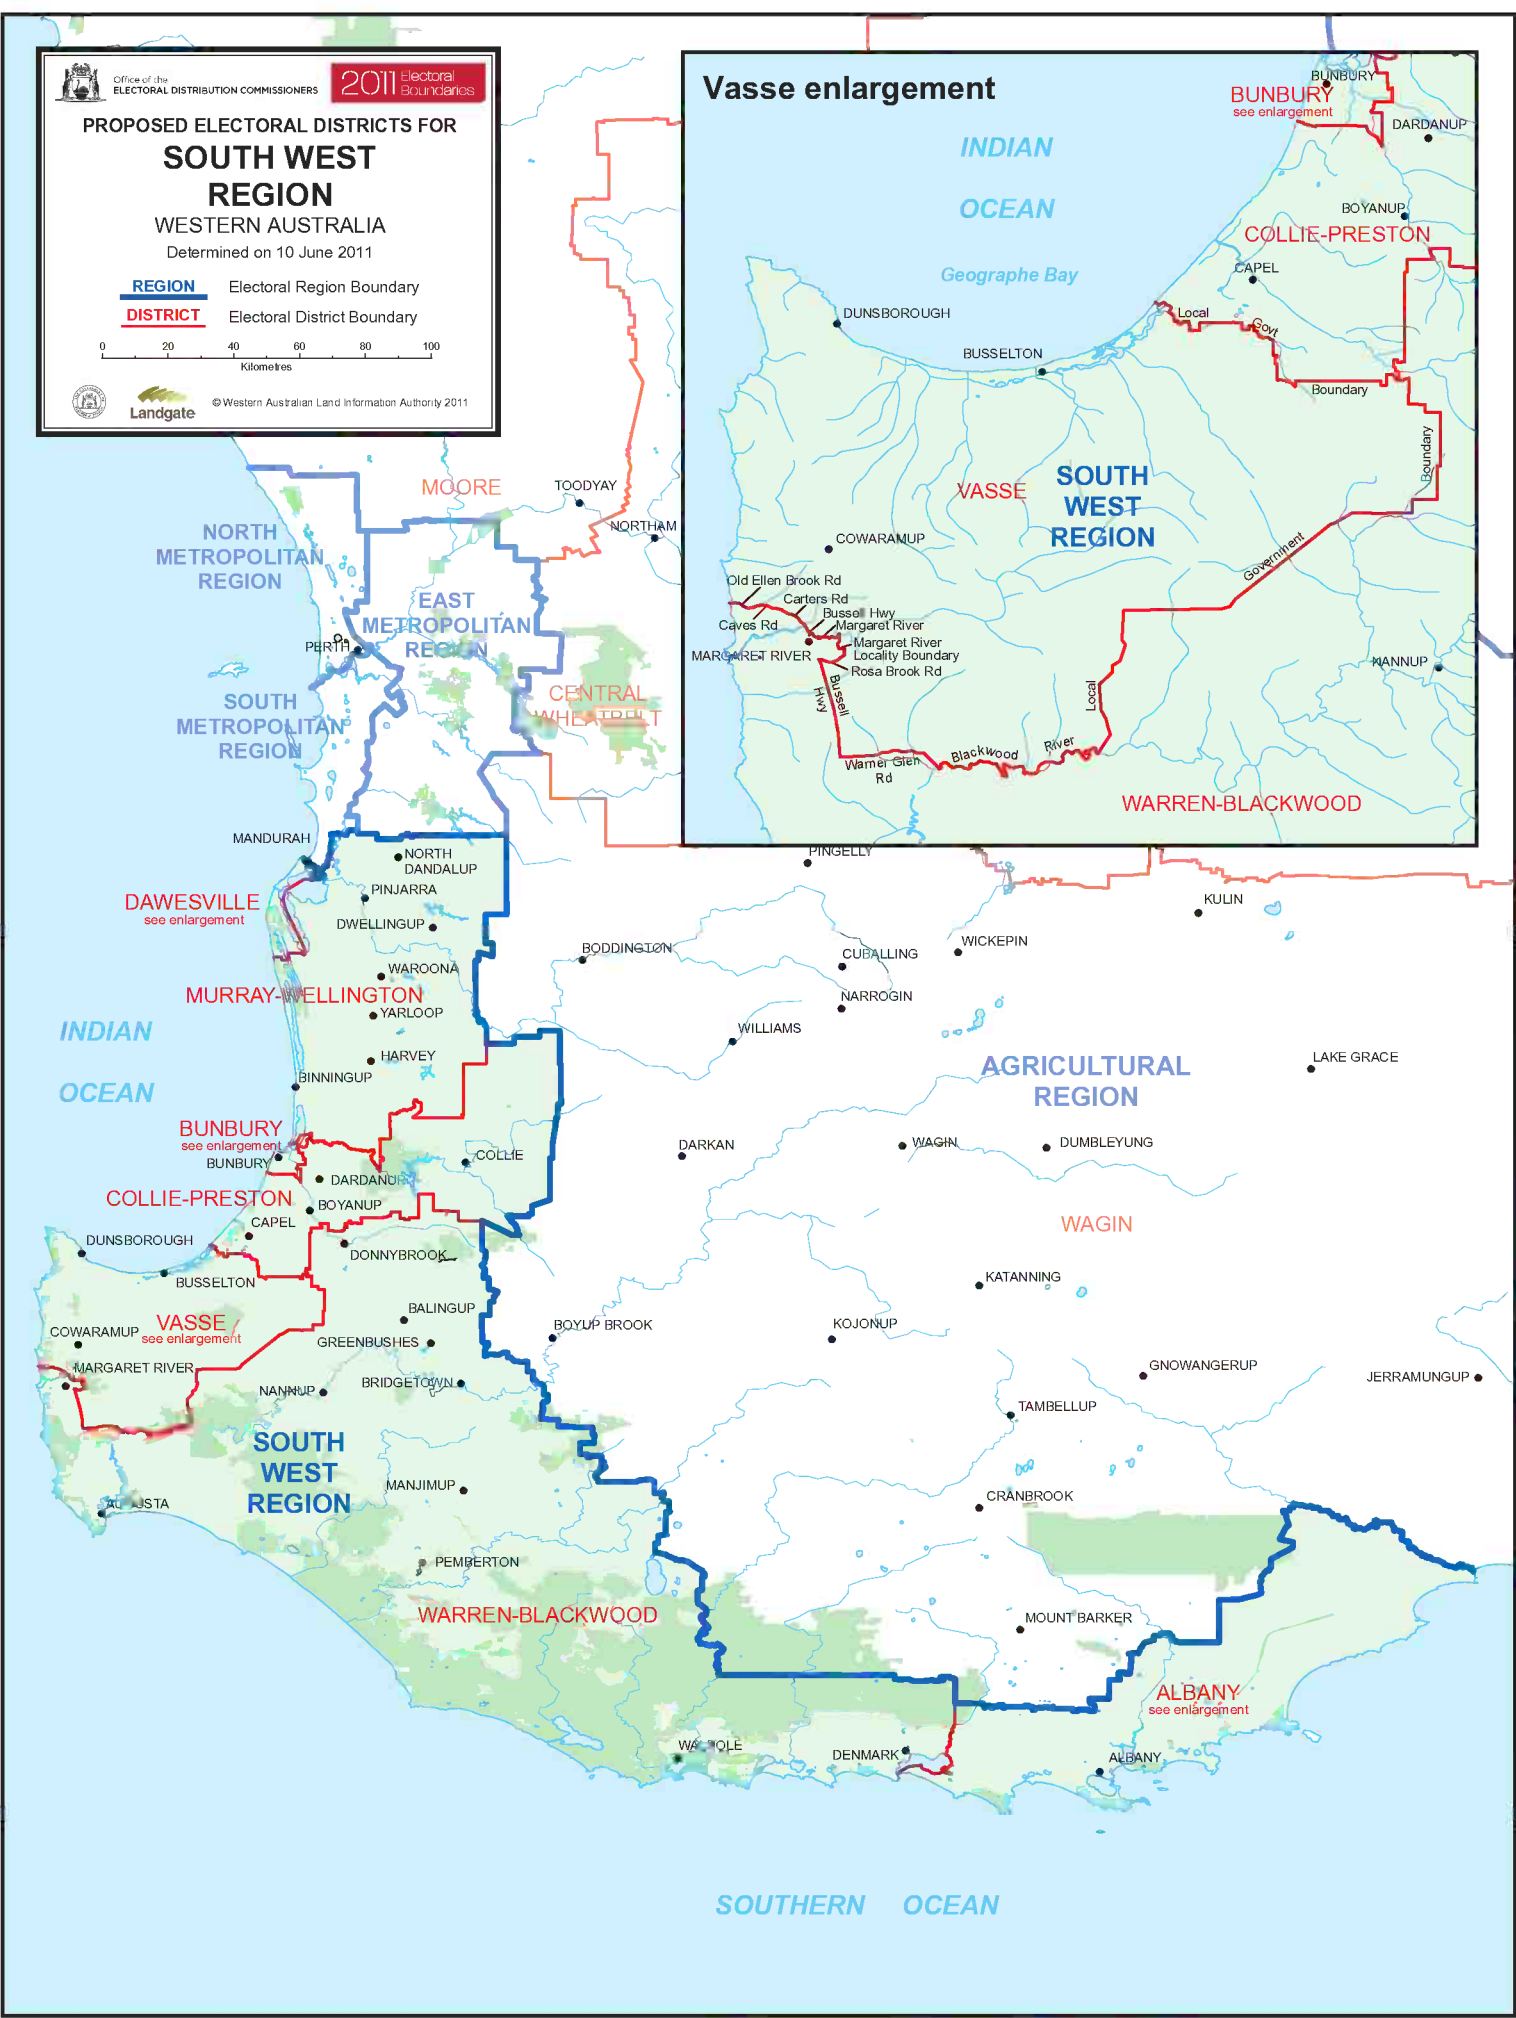 Office of the
ELECTORAL DISTRIBUTION COMMISSIONERS
2011 Electoral
Boundaries
PROPOSED ELECTORAL DISTRICTS FOR
SOUTH WEST
REGION
WESTERN AUSTRALIA
Determined on 10 June 2011
REGION Electoral Region Boundary
DISTRICT Electoral District Boundary
0 20 40 60 80 100
Kilometres
Landgate
© Western Australian Land Information Authority 2011
Vasse enlargement
BUNBURY
BUNBURY
see enlargement
DARDANUP
INDIAN
OCEAN
Geographe Bay
BOYANUP
COLLIE-PRESTON
CAPEL
DUNSBOROUGH
Local
Govt
BUSSELTON
Boundary
Boundary
VASSE
SOUTH
WEST
REGION
COWARAMUP
Government
Old Ellen Brook Rd
Carters Rd
Bussell Hwy
Caves Rd
Margaret River
Margaret River
Locality Boundary
MARGARET RIVER
Rosa Brook Rd
NANNUP
Bussell
Hwy
Local
Blackwood
River
Warner Glen
Rd
WARREN-BLACKWOOD
MOORE
TOODYAY
NORTHAM
NORTH
METROPOLITAN
REGION
EAST
METROPOLITAN
REGION
PERTH
SOUTH
METROPOLITAN
REGION
CENTRAL
WHEATBELT
MANDURAH
NORTH
DANDALUP
PINGELLY
PINJARRA
DAWESVILLE
see enlargement
DWELLINGUP
KULIN
BODDINGTON
CUBALLING
WICKEPIN
WAROONA
MURRAY-WELLINGTON
NARROGIN
YARLOOP
WILLIAMS
INDIAN
OCEAN
HARVEY
BINNINGUP
AGRICULTURAL
REGION
LAKE GRACE
BUNBURY
see enlargement
BUNBURY
COLLIE
DARKAN
WAGIN
DUMBLEYUNG
DARDANUP
COLLIE-PRESTON
BOYANUP
CAPEL
WAGIN
DUNSBOROUGH
DONNYBROOK
BUSSELTON
KATANNING
BALINGUP
VASSE
see enlargement
COWARAMUP
GREENBUSHES
BOYUP BROOK
KOJONUP
MARGARET RIVER
NANNUP
BRIDGETOWN
GNOWANGERUP
JERRAMUNGUP
TAMBELLUP
SOUTH
WEST
REGION
MANJIMUP
CRANBROOK
AUGUSTA
PEMBERTON
WARREN-BLACKWOOD
MOUNT BARKER
ALBANY
see enlargement
WALPOLE
DENMARK
ALBANY
SOUTHERN OCEAN